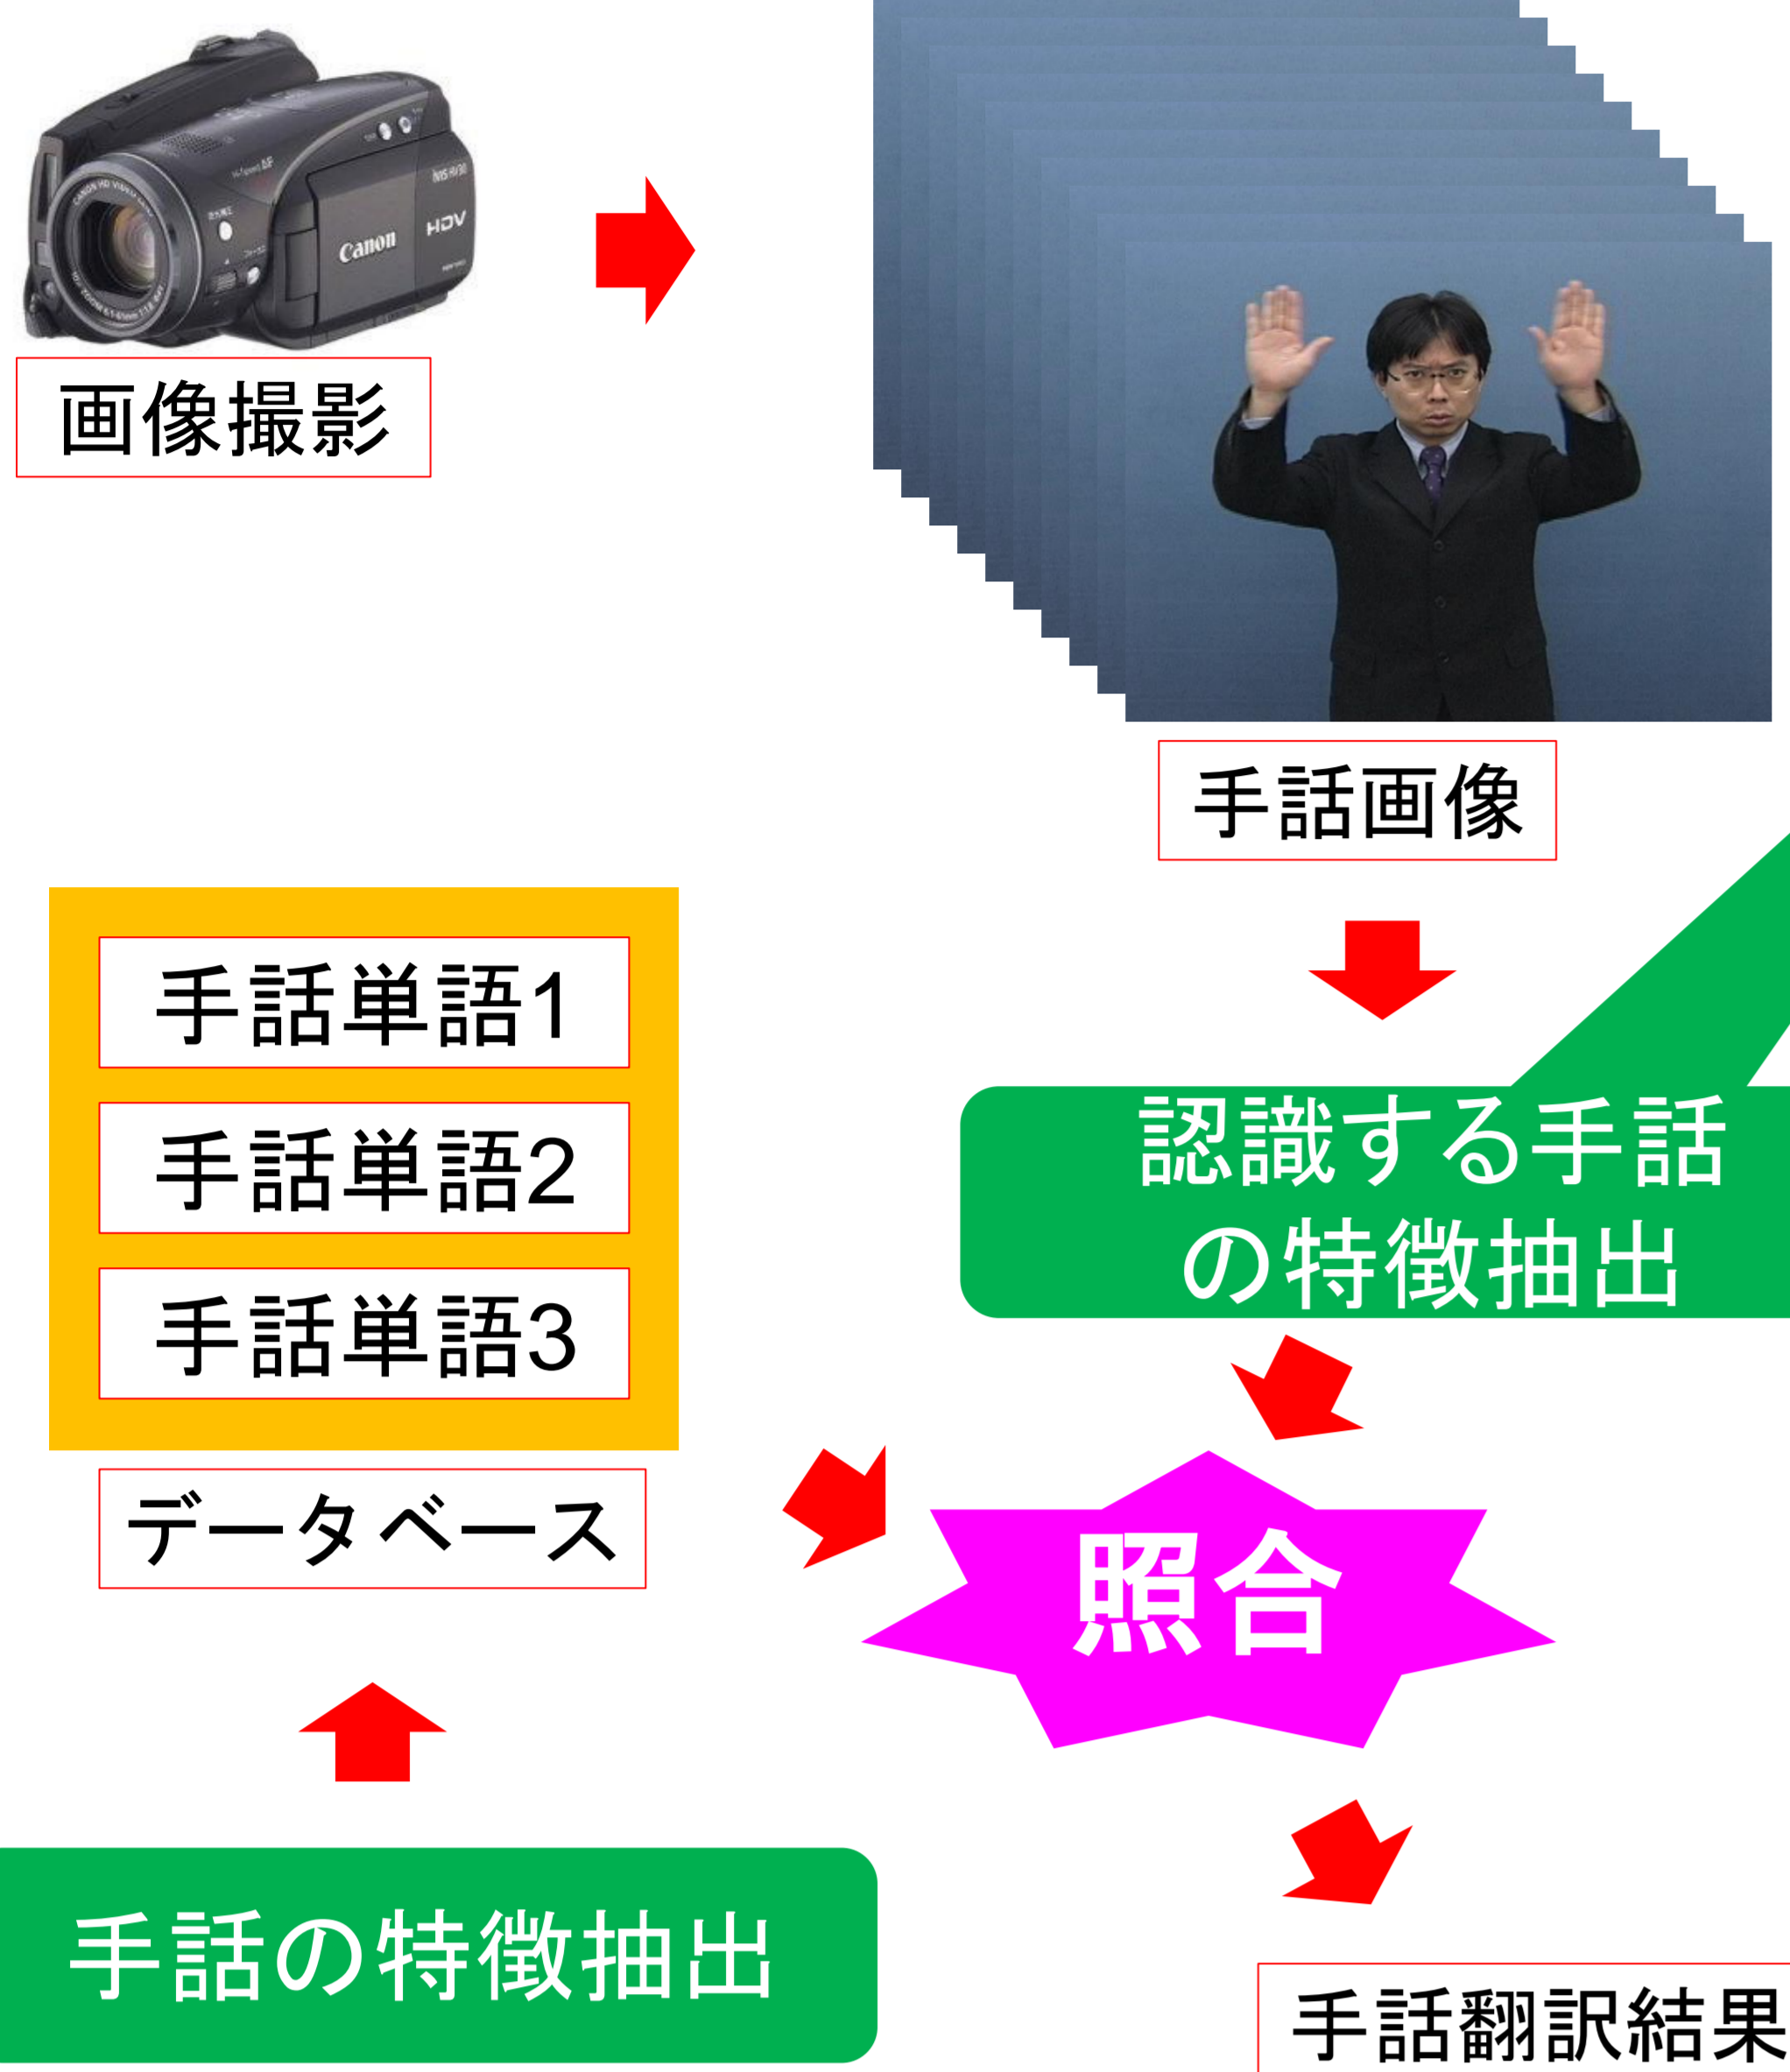 Canon
HDV
画像撮影
手話画像
手話単語1
手話単語2
手話単語3
データベース
認識する手話
の特徴抽出
照合
手話の特徴抽出
手話翻訳結果